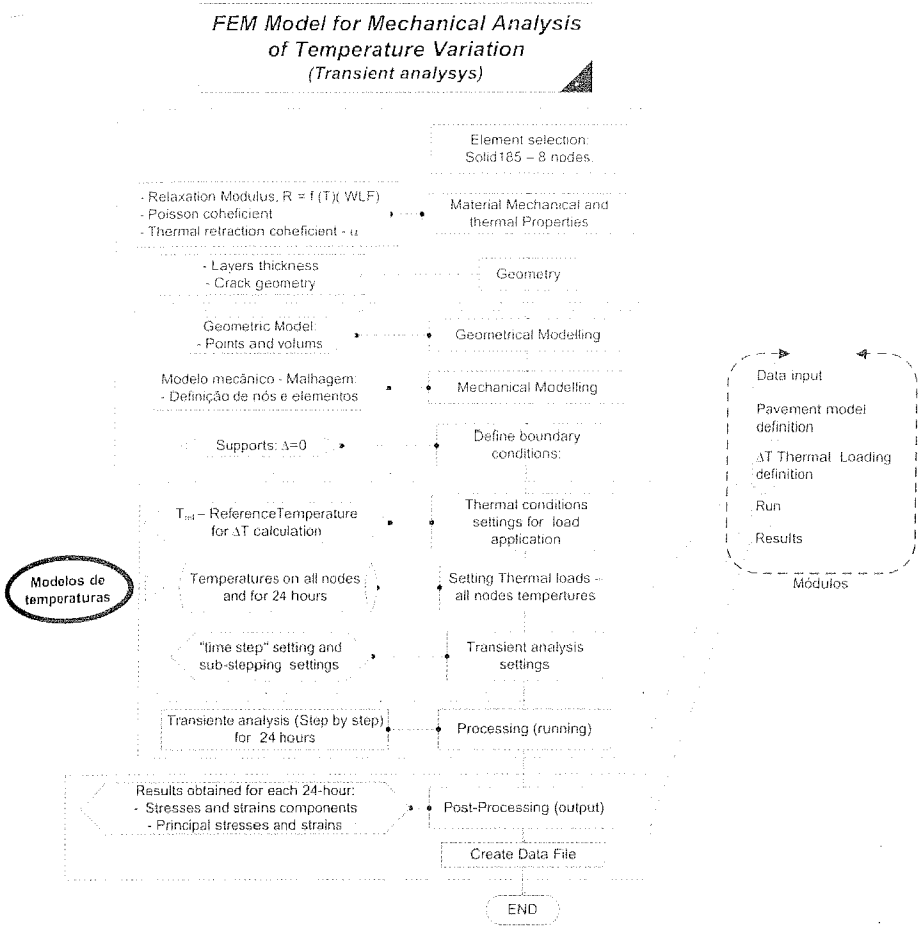 FEM Model for Mechanical Analysis
of Temperature Variation
(Transient analysys)
Element selection:
Solid185 – 8 nodes.
- Relaxation Modulus, R = f (T)( WLF)
- Poisson coheficient
- Thermal retraction coheficient - α
Material Mechanical and
thermal Properties
- Layers thickness
- Crack geometry
Geometry
Geometric Model:
- Points and volums
Geometrical Modelling
Modelo mecânico - Malhagem:
- Definição de nós e elementos
Mechanical Modelling
Supports: Δ=0
Define boundary
conditions:
Tref – ReferenceTemperature
for ΔT calculation
Thermal conditions
settings for load
application
Modelos de
temperaturas
Temperatures on all nodes
and for 24 hours
Setting Thermal loads –
all nodes tempertures
"time step" setting and
sub-stepping settings
Transient analysis
settings
Transiente analysis (Step by step)
for 24 hours
Processing (running)
Results obtained for each 24-hour:
- Stresses and strains components
- Principal stresses and strains
Post-Processing (output)
Create Data File
END
Data input
Pavement model
definition
ΔT Thermal Loading
definition
Run
Results
Módulos